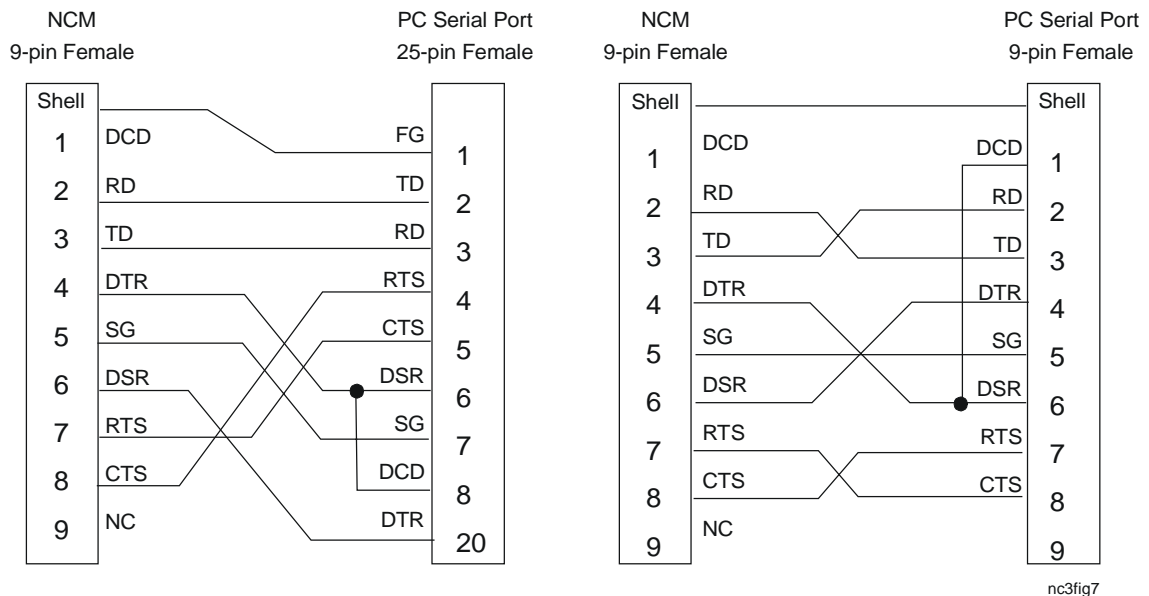 NCM
9-pin Female
PC Serial Port
25-pin Female
Shell
1 DCD
2 RD
3 TD
4 DTR
5 SG
6 DSR
7 RTS
8 CTS
9 NC
FG 1
TD 2
RD 3
RTS 4
CTS 5
DSR 6
SG 7
DCD 8
DTR 20
NCM
9-pin Female
PC Serial Port
9-pin Female
Shell
1 DCD
2 RD
3 TD
4 DTR
5 SG
6 DSR
7 RTS
8 CTS
9 NC
Shell
DCD 1
RD 2
TD 3
DTR 4
SG 5
DSR 6
RTS 7
CTS 8
9
nc3fig7